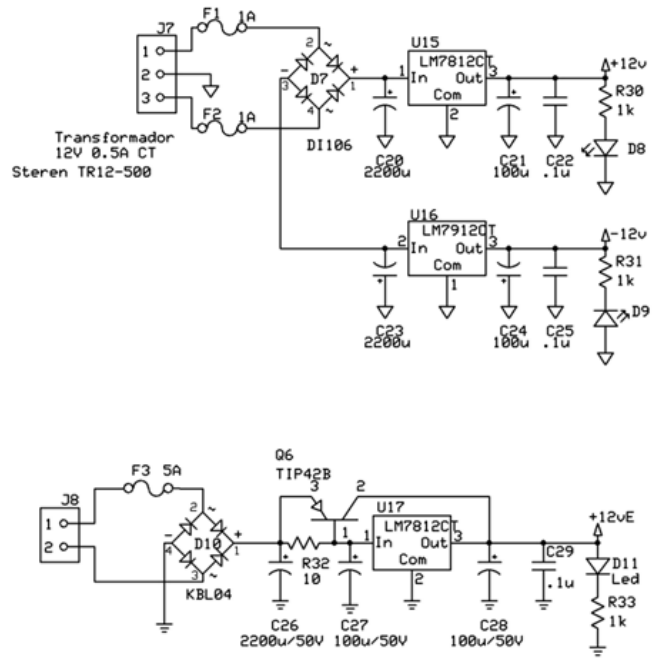 F1 1A
J7
1
2
3
F2 1A
Transformador
12V 0.5A CT
Steren TR12-500
2 ~
- +
3 D7 1
4 ~
DI106
C20
2200u
U15
LM7812CT
1 In Out 3
Com
2
C21
100u
C22
.1u
+12v
R30
1k
D8
U16
LM7912CT
2 In Out 3
Com
1
C23
2200u
C24
100u
C25
.1u
-12v
R31
1k
D9
F3 5A
J8
1
2
2 ~
- +
4 D10 1
3 ~
KBL04
Q6
TIP42B
3 2
1
R32
10
C26
2200u/50V
C27
100u/50V
U17
LM7812CT
1 In Out 3
Com
2
C28
100u/50V
C29
.1u
+12vE
D11
Led
R33
1k